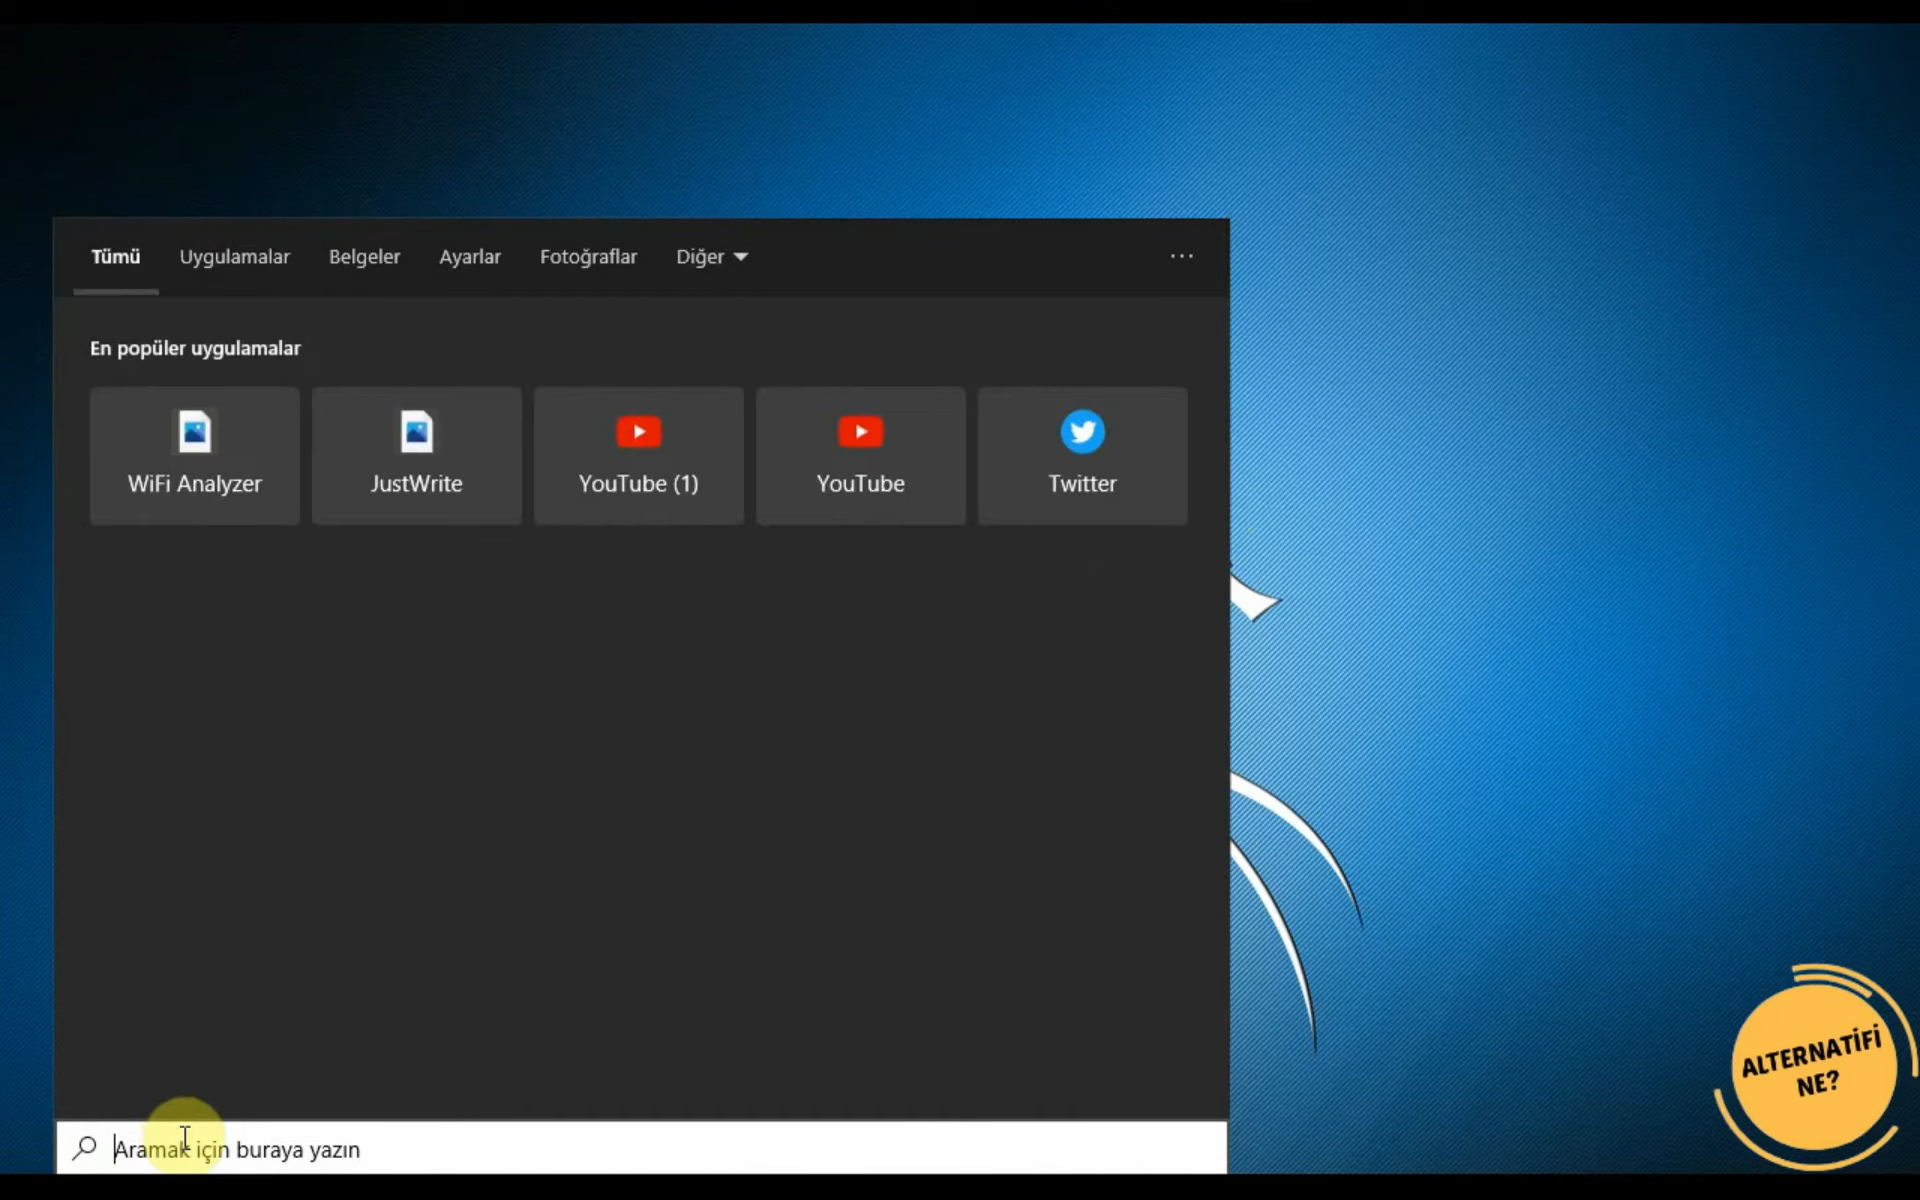 Tümü Uygulamalar Belgeler Ayarlar Fotoğraflar Diğer
En popüler uygulamalar
WiFi Analyzer JustWrite YouTube (1) YouTube Twitter
Aramak için buraya yazın
ALTERNATİFİ
NE?